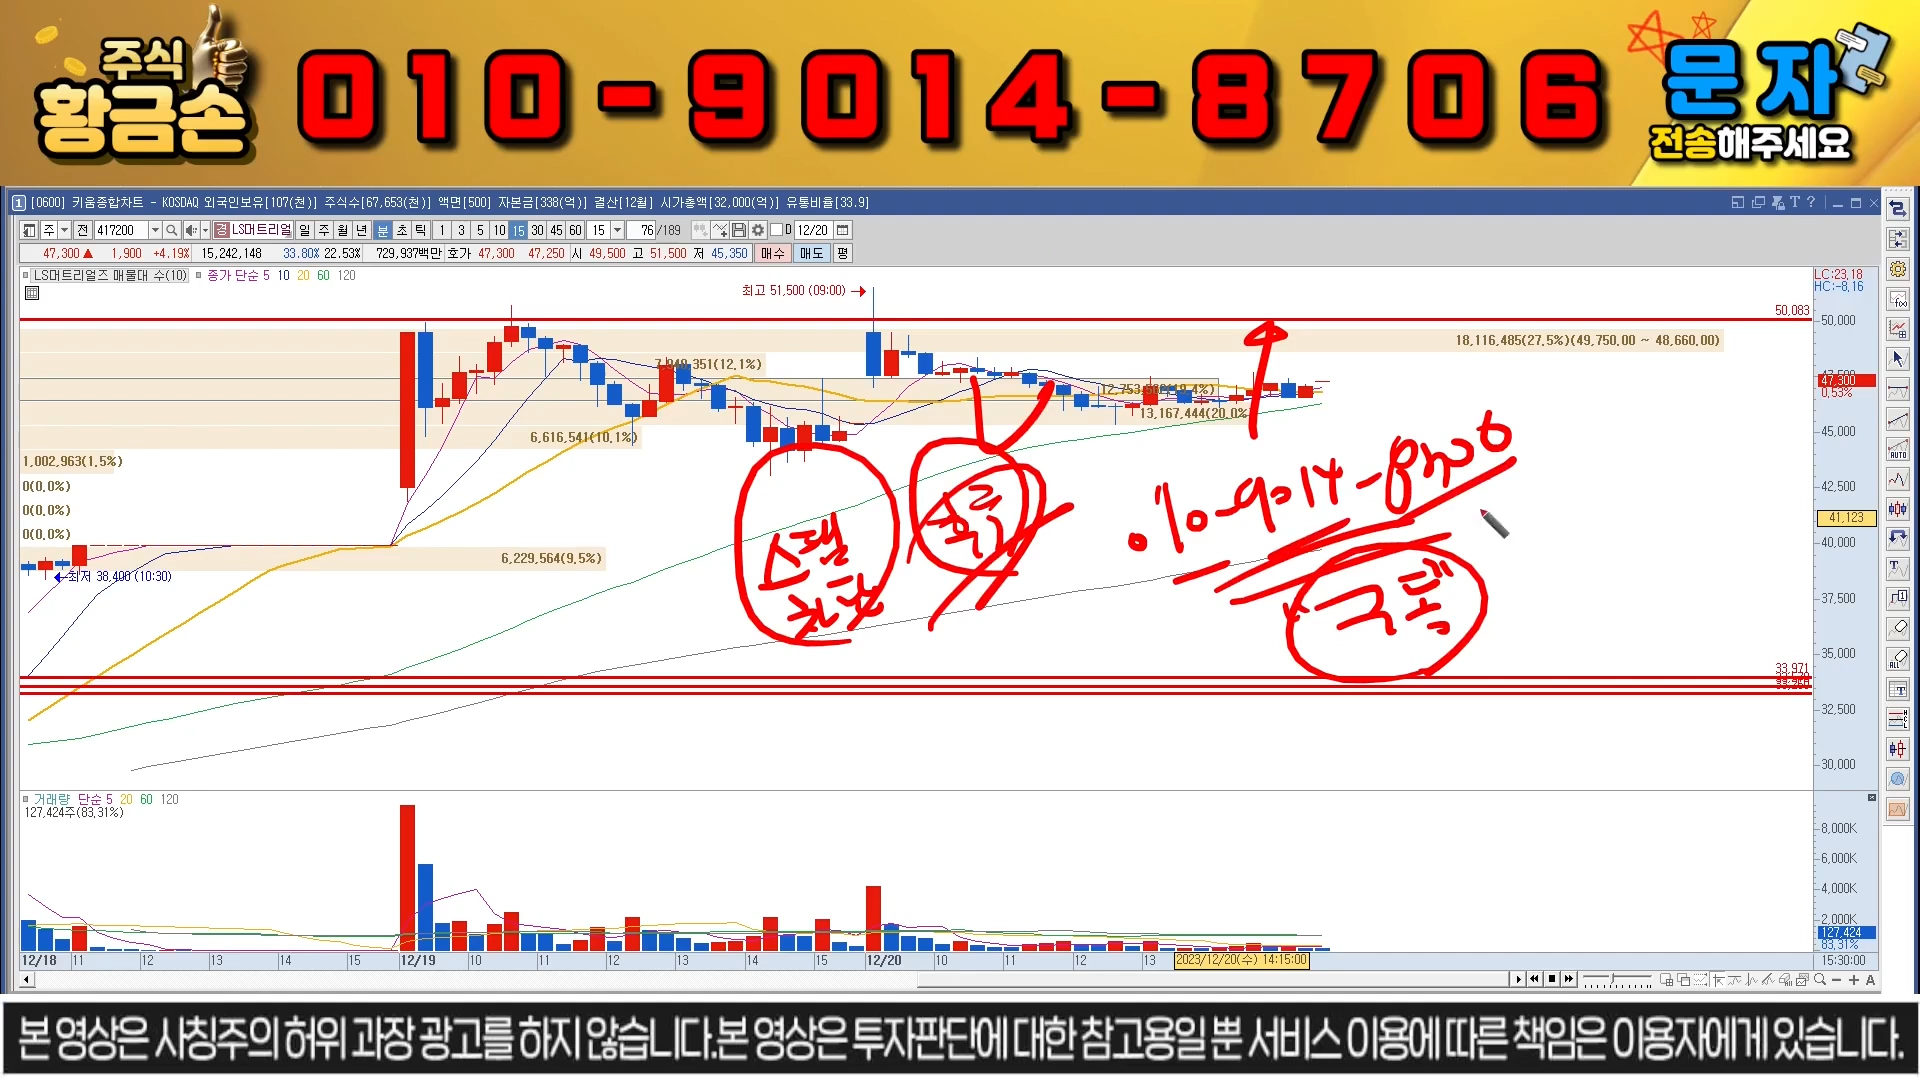 주식
황금손
010-9014-8706
문자
전송해주세요
1 [0600] 키움종합차트 - KOSDAQ 외국인보유[107(천)] 주식수[67,653(천)] 액면[500] 자본금[338(억)] 결산[12월] 시가총액[32,000(억)] 유통비율[33.9]
주 전 417200 경 LS머트리얼 일 주 월 년 분 초 틱 1 3 5 10 15 30 45 60 15 76 /189 D 12/20
47,300 ▲ 1,900 +4.19% 15,242,148 33.80% 22.53% 729,937백만 호가 47,300 47,250 시 49,500 고 51,500 저 45,350 매수 매도 평
LS머트리얼즈 매물대 수(10) 종가 단순 5 10 20 60 120
LC:23.18
HC:-8.16
최고 51,500 (09:00)
50,083
50,000
18,116,485(27.5%)(49,750.00 ~ 48,660.00)
7,948,351(12.1%)
47,300
0.53%
12,753,582(19.4%)
13,167,444(20.0%
6,616,541(10.1%)
45,000
1,002,963(1.5%)
0(0.0%)
42,500
0(0.0%)
41,123
0(0.0%)
40,000
6,229,564(9.5%)
최저 38,400 (10:30)
010-9014-8706
37,500
35,000
33,971
32,500
30,000
거래량 단순 5 20 60 120
127,424주(83.31%)
8,000K
6,000K
4,000K
2,000K
127,424
83.31%
12/18 11 12 13 14 15 12/19 10 11 12 13 14 15 12/20 10 11 12 13 2023/12/20(수) 14:15:00 15:30:00
본 영상은 사칭주의 허위 과장 광고를 하지 않습니다.본 영상은 투자판단에 대한 참고용일 뿐 서비스 이용에 따른 책임은 이용자에게 있습니다.